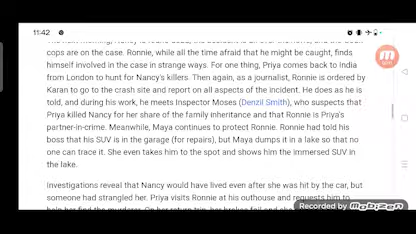 11:42
cops are on the case. Ronnie, while all the time afraid that he might be caught, finds
himself involved in the case in strange ways. For one thing, Priya comes back to India
from London to hunt for Nancy's killers. Then again, as a journalist, Ronnie is ordered by
Karan to go to the crash site and report on all aspects of the incident. He does as he is
told, and during his work, he meets Inspector Moses (Denzil Smith), who suspects that
Priya killed Nancy for her share of the family inheritance and that Ronnie is Priya's
partner-in-crime. Meanwhile, Maya continues to protect Ronnie. Ronnie had told his
boss that his SUV is in the garage (for repairs), but Maya dumps it in a lake so that no
one can trace it. She even takes him to the spot and shows him the immersed SUV in
the lake.
Investigations reveal that Nancy would have lived even after she was hit by the car, but
someone had strangled her. Priya visits Ronnie at his outhouse and requests him to
Recorded by mobizen